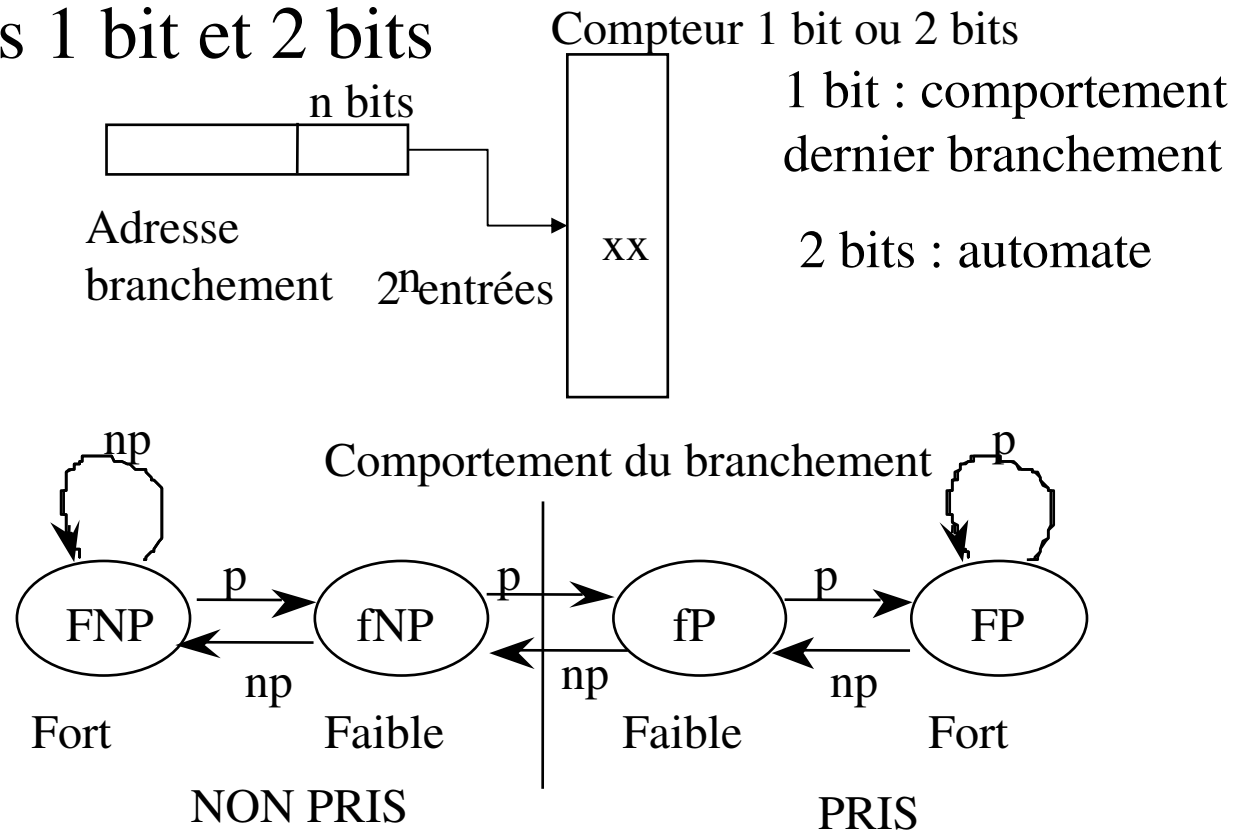 s 1 bit et 2 bits
Compteur 1 bit ou 2 bits
n bits
1 bit : comportement
dernier branchement
Adresse
branchement
2n entrées
xx
2 bits : automate
Comportement du branchement
np
p
FNP
p
np
fNP
p
np
fP
p
np
FP
Fort
Faible
Faible
Fort
NON PRIS
PRIS